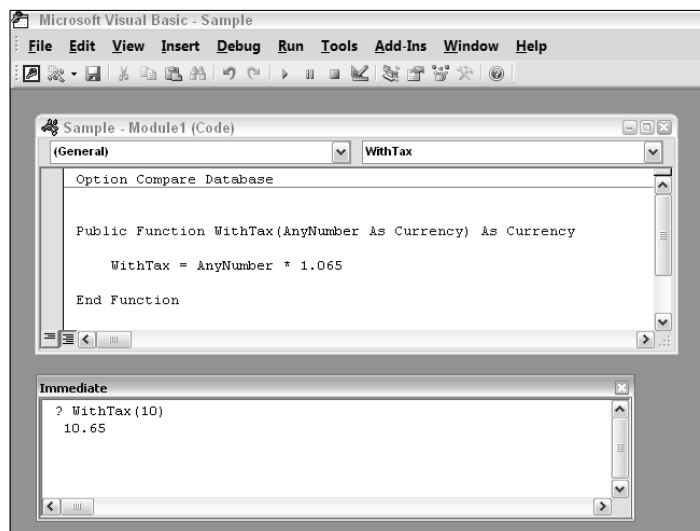 Microsoft Visual Basic - Sample
File Edit View Insert Debug Run Tools Add-Ins Window Help
Sample - Module1 (Code)
(General) WithTax
Option Compare Database
Public Function WithTax(AnyNumber As Currency) As Currency
WithTax = AnyNumber * 1.065
End Function
Immediate
? WithTax(10)
10.65